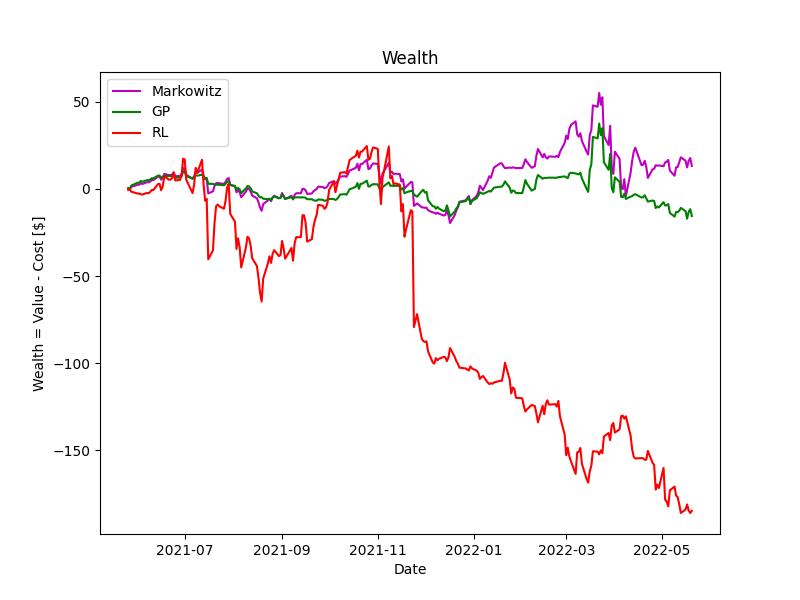 Wealth
Markowitz
GP
RL
50
0
−50
−100
−150
Wealth = Value - Cost [$]
2021-07
2021-09
2021-11
2022-01
2022-03
2022-05
Date